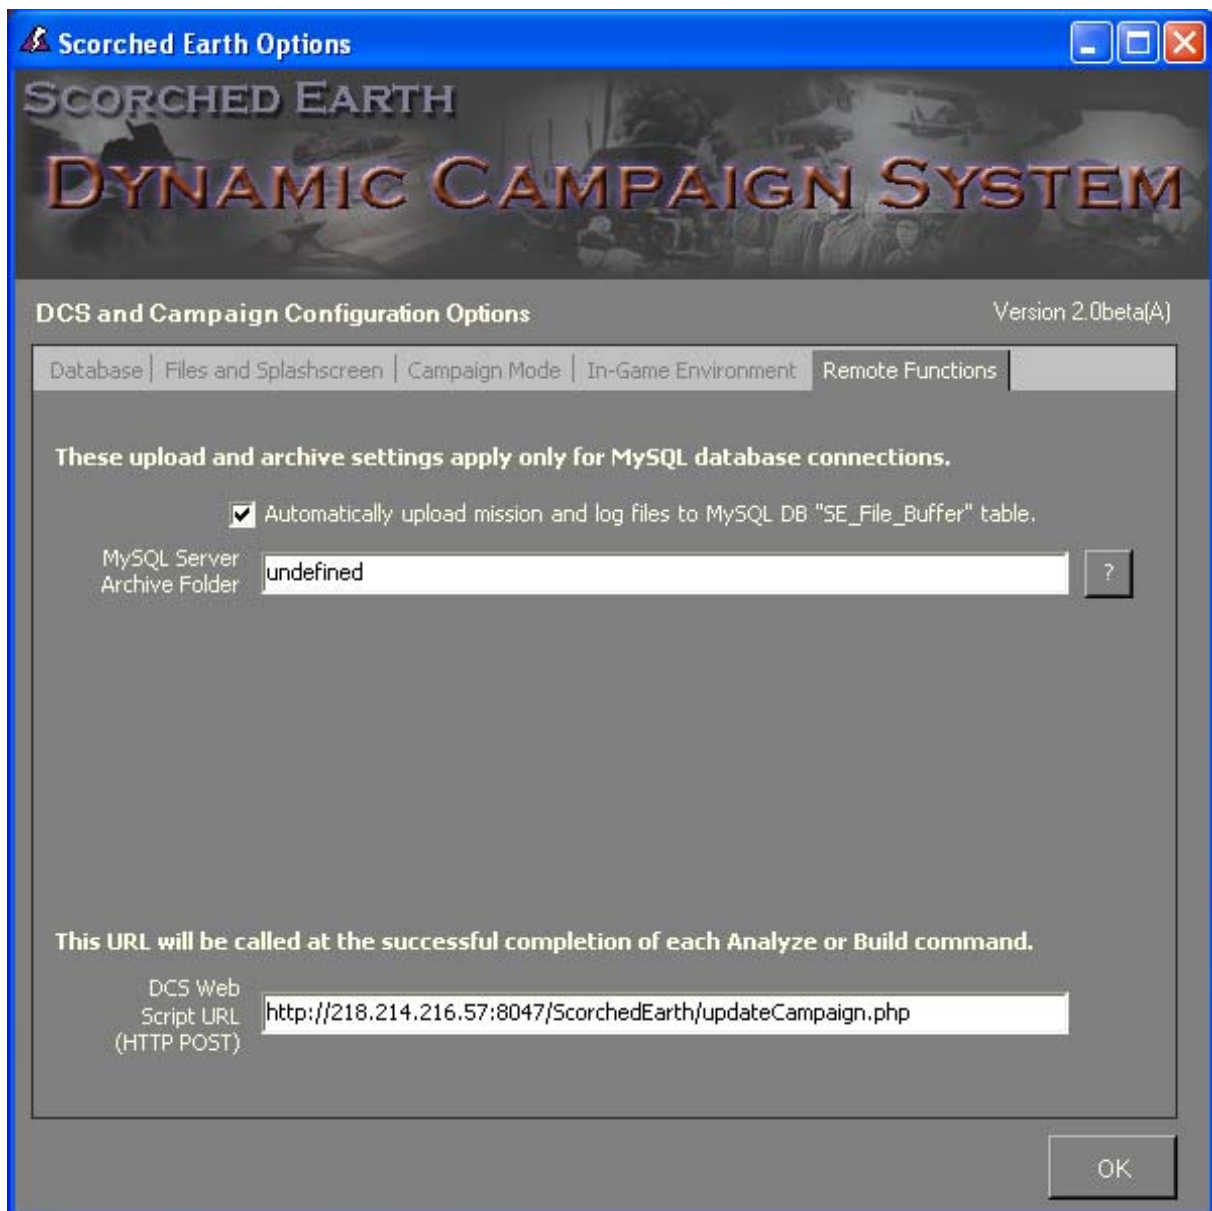 Scorched Earth Options
SCORCHED EARTH
DYNAMIC CAMPAIGN SYSTEM
DCS and Campaign Configuration Options
Version 2.0beta(A)
Database | Files and Splashscreen | Campaign Mode | In-Game Environment Remote Functions
These upload and archive settings apply only for MySQL database connections.
Automatically upload mission and log files to MySQL DB "SE_File_Buffer" table.
MySQL Server
Archive Folder
undefined
?
This URL will be called at the successful completion of each Analyze or Build command.
DCS Web
Script URL
(HTTP POST)
http://218.214.216.57:8047/ScorchedEarth/updateCampaign.php
OK